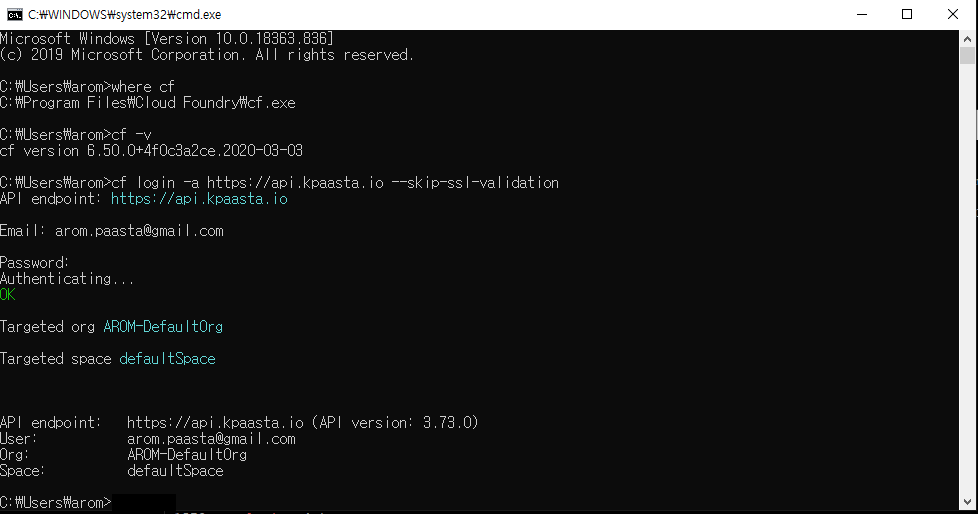 C:₩WINDOWS₩system32₩cmd.exe
Microsoft Windows [Version 10.0.18363.836]
(c) 2019 Microsoft Corporation. All rights reserved.
C:₩Users₩arom>where cf
C:₩Program Files₩Cloud Foundry₩cf.exe
C:₩Users₩arom>cf -v
cf version 6.50.0+4f0c3a2ce.2020-03-03
C:₩Users₩arom>cf login -a https://api.kpaasta.io --skip-ssl-validation
API endpoint: https://api.kpaasta.io
Email: arom.paasta@gmail.com
Password:
Authenticating...
OK
Targeted org AROM-DefaultOrg
Targeted space defaultSpace
API endpoint:   https://api.kpaasta.io (API version: 3.73.0)
User:           arom.paasta@gmail.com
Org:            AROM-DefaultOrg
Space:          defaultSpace
C:₩Users₩arom>